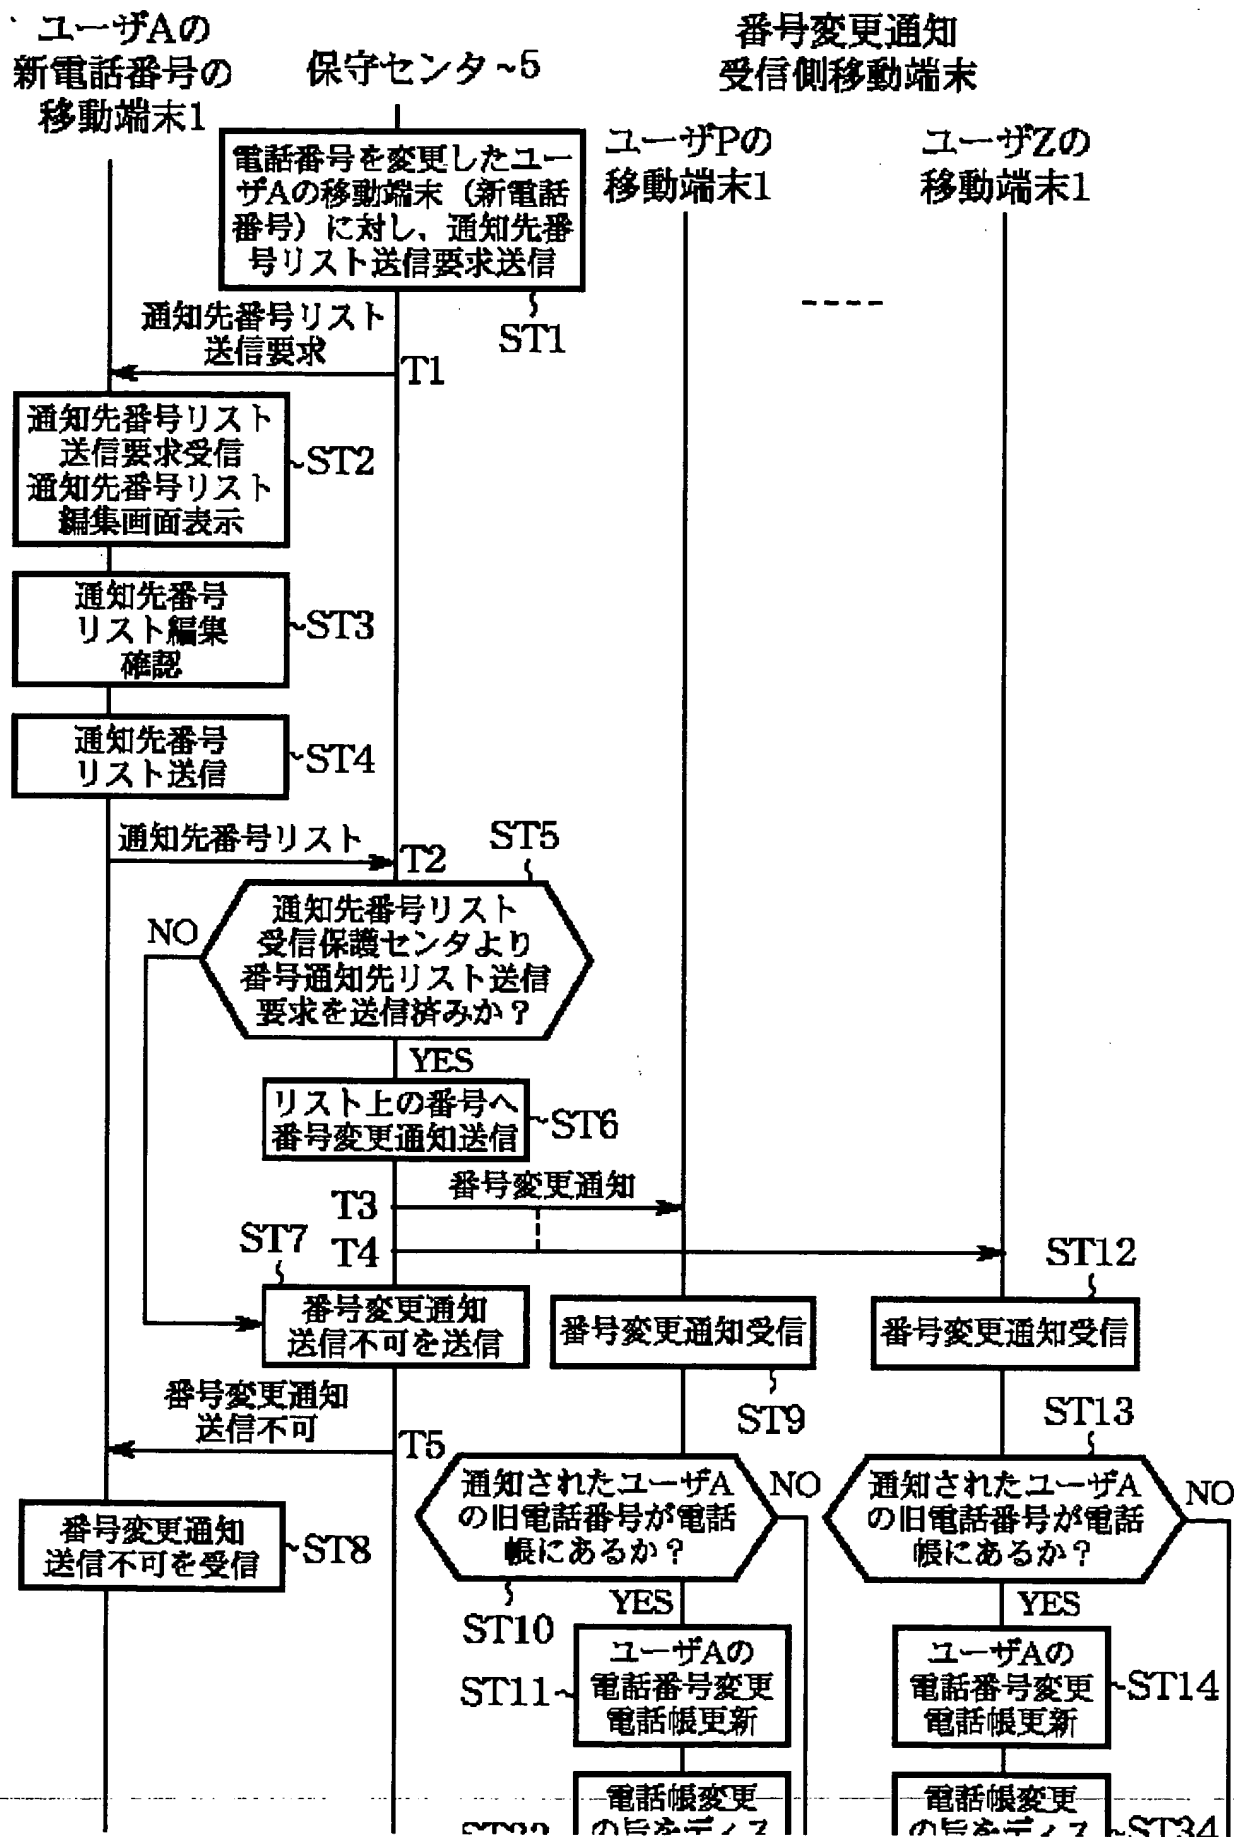 ユーザAの
新電話番号の
移動端末1
保守センタ~5
番号変更通知
受信側移動端末
ユーザPの
移動端末1
ユーザZの
移動端末1
電話番号を変更したユー
ザAの移動端末（新電話
番号）に対し、通知先番
号リスト送信要求送信
ST1
通知先番号リスト
送信要求
T1
通知先番号リスト
送信要求受信
通知先番号リスト
編集画面表示
~ST2
通知先番号
リスト編集
確認
~ST3
通知先番号
リスト送信
~ST4
通知先番号リスト
T2
ST5
通知先番号リスト
受信保護センタより
番号通知先リスト送信
要求を送信済みか？
NO
YES
リスト上の番号へ
番号変更通知送信
~ST6
T3
番号変更通知
T4
ST7
番号変更通知
送信不可を送信
番号変更通知受信
ST9
ST12
番号変更通知受信
番号変更通知
送信不可
T5
番号変更通知
送信不可を受信
~ST8
通知されたユーザA
の旧電話番号が電話
帳にあるか？
NO
YES
ST10
ST13
通知されたユーザA
の旧電話番号が電話
帳にあるか？
NO
YES
ST11~
ユーザAの
電話番号変更
電話帳更新
ユーザAの
電話番号変更
電話帳更新
~ST14
電話帳変更
の旨をディス
電話帳変更
の旨をディス
~ST34